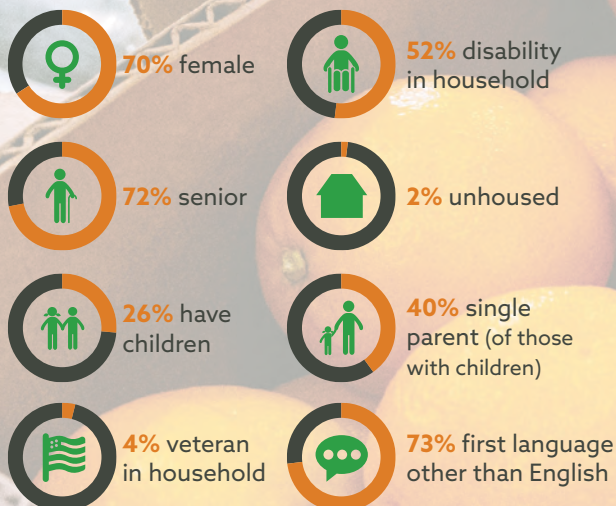 70% female
52% disability
in household
72% senior
2% unhoused
26% have
children
40% single
parent (of those
with children)
4% veteran
in household
73% first language
other than English